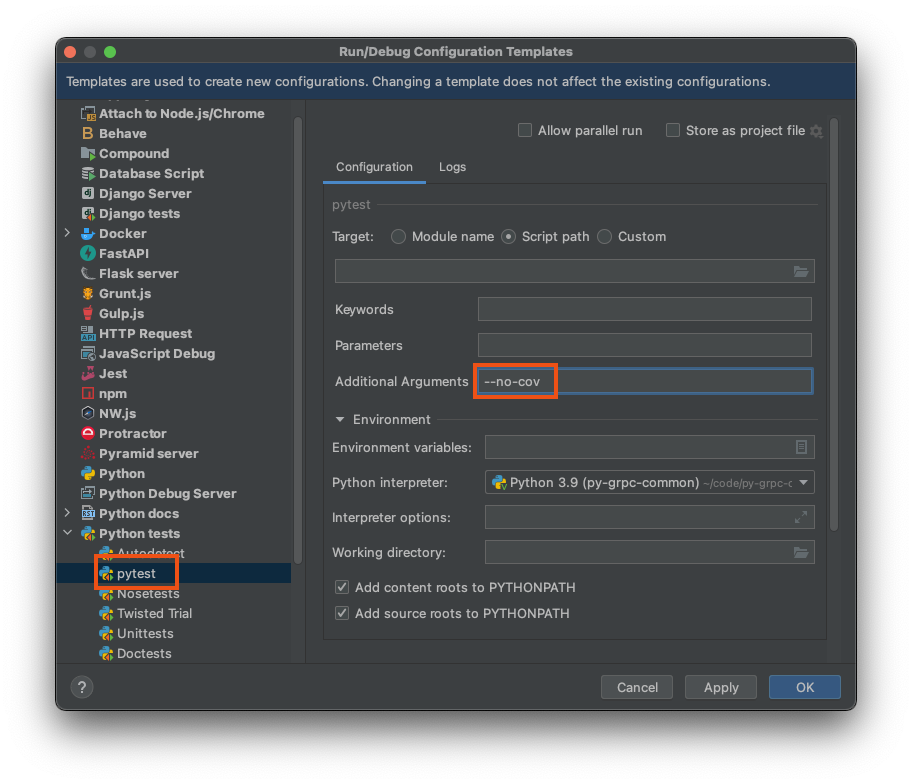 Run/Debug Configuration Templates
Templates are used to create new configurations. Changing a template does not affect the existing configurations.
Attach to Node.js/Chrome
Behave
Compound
Database Script
Django Server
Django tests
Docker
FastAPI
Flask server
Grunt.js
Gulp.js
HTTP Request
JavaScript Debug
Jest
npm
NW.js
Protractor
Pyramid server
Python
Python Debug Server
Python docs
Python tests
Autodetect
pytest
Nosetests
Twisted Trial
Unittests
Doctests
Allow parallel run Store as project file
Configuration Logs
pytest
Target: Module name Script path Custom
Keywords
Parameters
Additional Arguments --no-cov
Environment
Environment variables:
Python interpreter: Python 3.9 (py-grpc-common) ~/code/py-grpc-c
Interpreter options:
Working directory:
Add content roots to PYTHONPATH
Add source roots to PYTHONPATH
? Cancel Apply OK